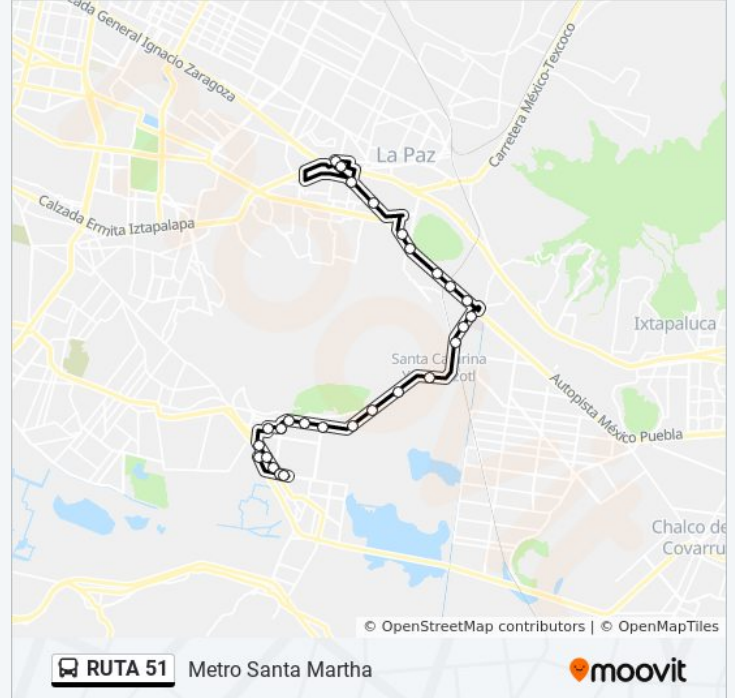 zada General Ignacio Zaragoza
La Paz
Carretera México-Texcoco
Calzada Ermita Iztapalapa
Ixtapaluca
Santa Catarina
Autopista México Puebla
Chalco de
Covarru
© OpenStreetMap contributors | © OpenMapTiles
RUTA 51 Metro Santa Martha
moovit